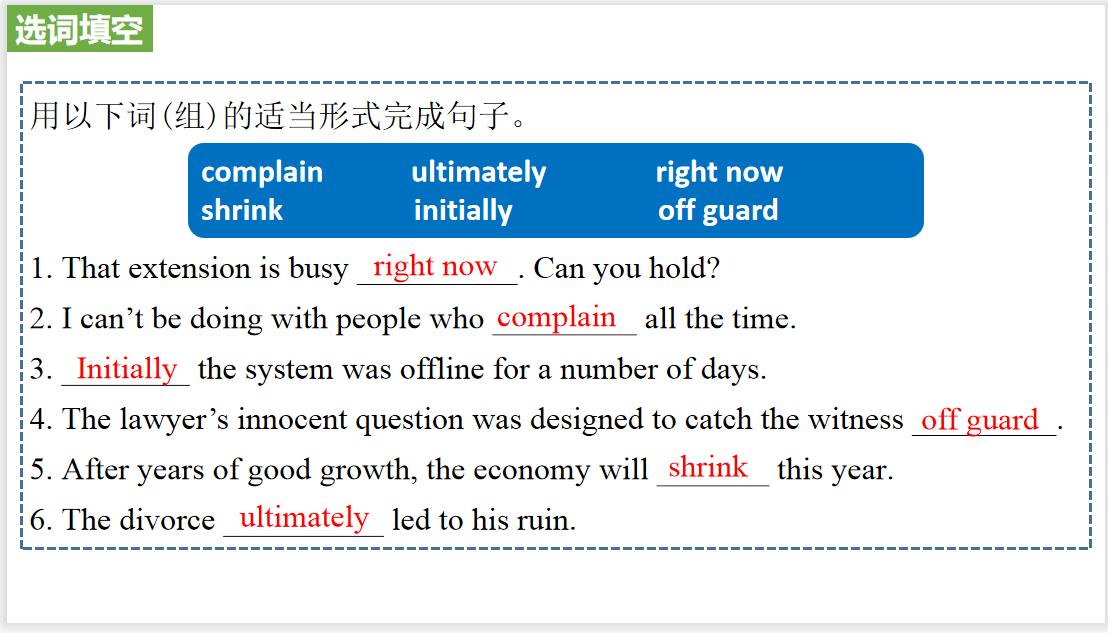 选词填空
用以下词(组)的适当形式完成句子。
complain ultimately right now
shrink initially off guard
1. That extension is busy right now. Can you hold?
2. I can’t be doing with people who complain all the time.
3. Initially the system was offline for a number of days.
4. The lawyer’s innocent question was designed to catch the witness off guard.
5. After years of good growth, the economy will shrink this year.
6. The divorce ultimately led to his ruin.